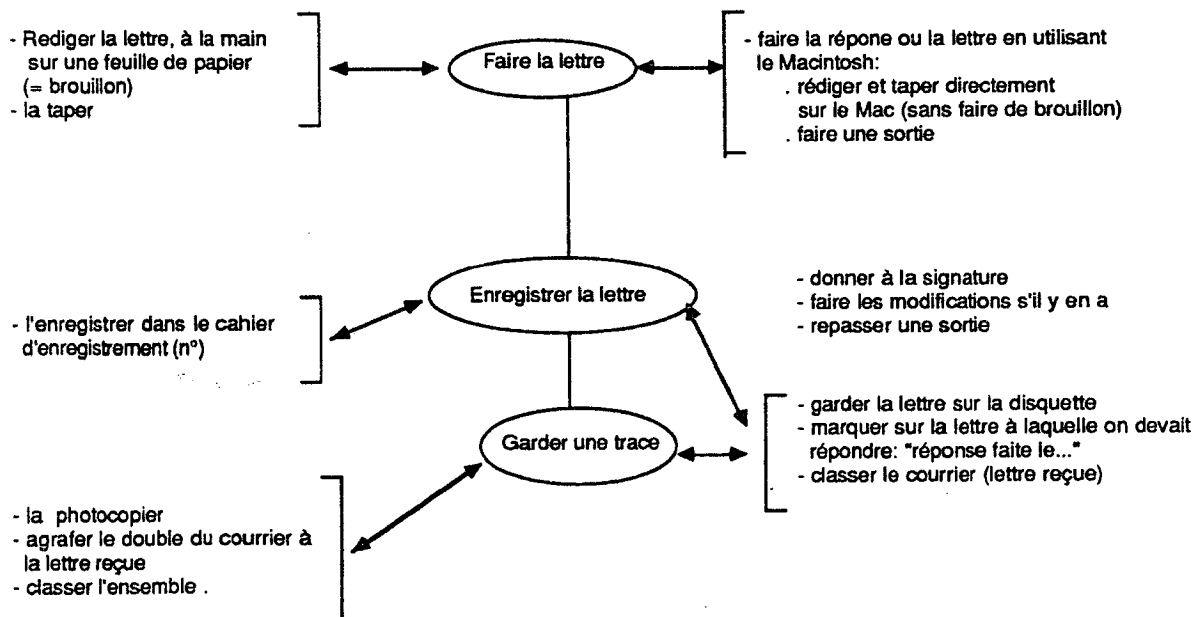 - Rediger la lettre, à la main
sur une feuille de papier
(= brouillon)
- la taper
Faire la lettre
- faire la répone ou la lettre en utilisant
le Macintosh:
. rédiger et taper directement
sur le Mac (sans faire de brouillon)
. faire une sortie
Enregistrer la lettre
- donner à la signature
- faire les modifications s'il y en a
- repasser une sortie
- l'enregistrer dans le cahier
d'enregistrement (n°)
Garder une trace
- garder la lettre sur la disquette
- marquer sur la lettre à laquelle on devait
répondre: "réponse faite le..."
- classer le courrier (lettre reçue)
- la photocopier
- agrafer le double du courrier à
la lettre reçue
- classer l'ensemble .